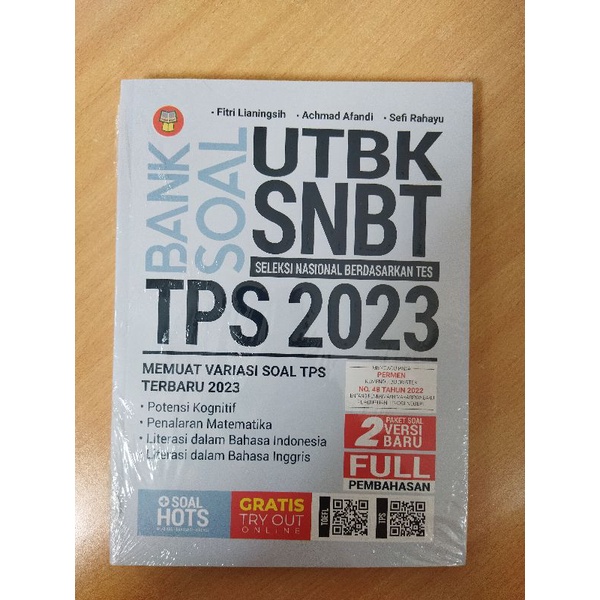 • Fitri Lianingsih • Achmad Afandi • Sefi Rahayu
BANK SOAL
UTBK
SNBT
SELEKSI NASIONAL BERDASARKAN TES
TPS 2023
MEMUAT VARIASI SOAL TPS
TERBARU 2023
• Potensi Kognitif
• Penalaran Matematika
• Literasi dalam Bahasa Indonesia
• Literasi dalam Bahasa Inggris
PERMEN
NO. 48 TAHUN 2022
2 PAKET SOAL
VERSI
BARU
FULL
PEMBAHASAN
+ SOAL
HOTS
GRATIS
TRY OUT
ONLINE
TOEFL
TPS